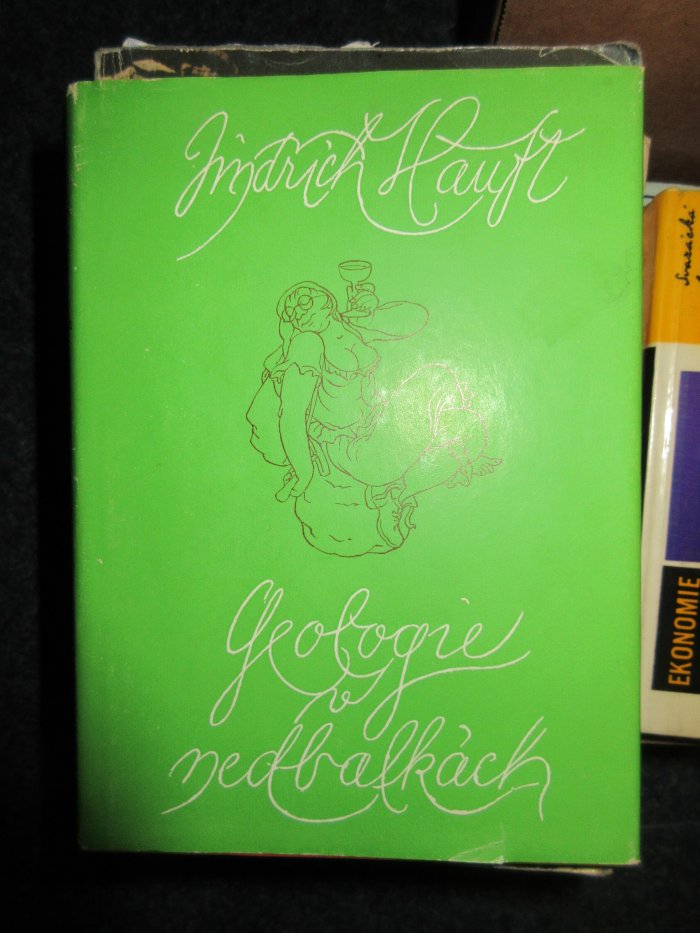 Jindřich Hauft
Geologie
v
nedbalkách
EKONOMIE